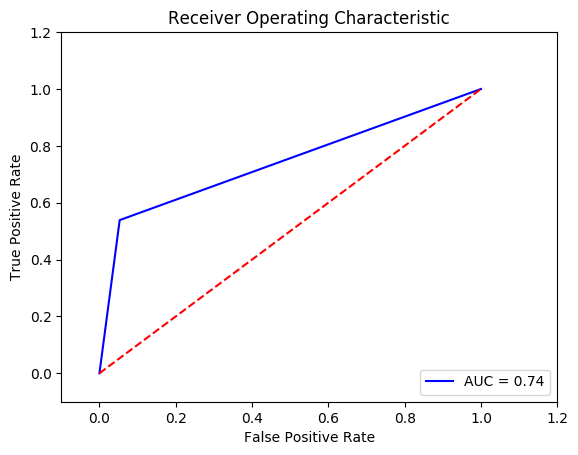 Receiver Operating Characteristic
1.2
1.0
0.8
0.6
0.4
0.2
0.0
True Positive Rate
AUC = 0.74
0.0 0.2 0.4 0.6 0.8 1.0 1.2
False Positive Rate